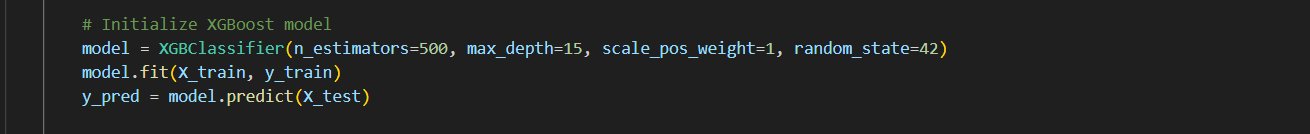 # Initialize XGBoost model
model = XGBClassifier(n_estimators=500, max_depth=15, scale_pos_weight=1, random_state=42)
model.fit(X_train, y_train)
y_pred = model.predict(X_test)